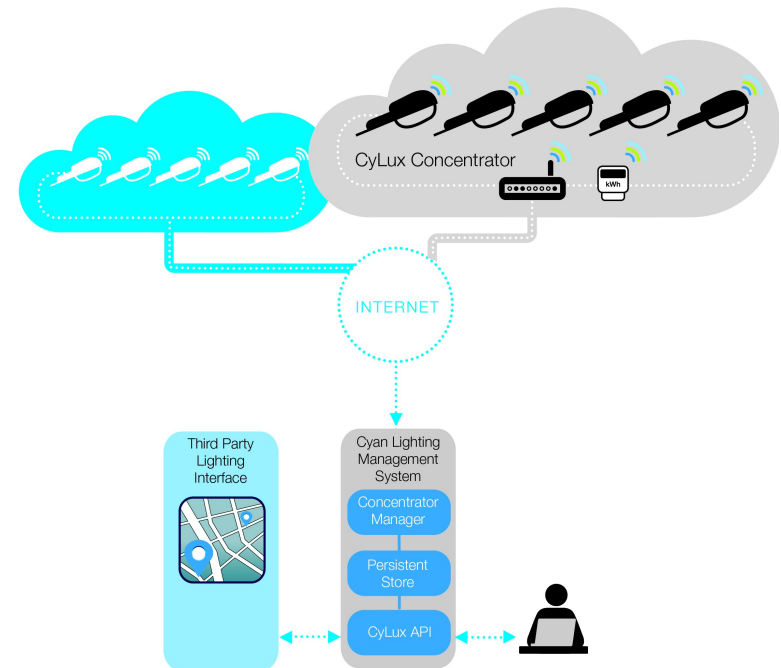 CyLux Concentrator
kWh
INTERNET
Third Party
Lighting
Interface
Cyan Lighting
Management
System
Concentrator
Manager
Persistent
Store
CyLux API